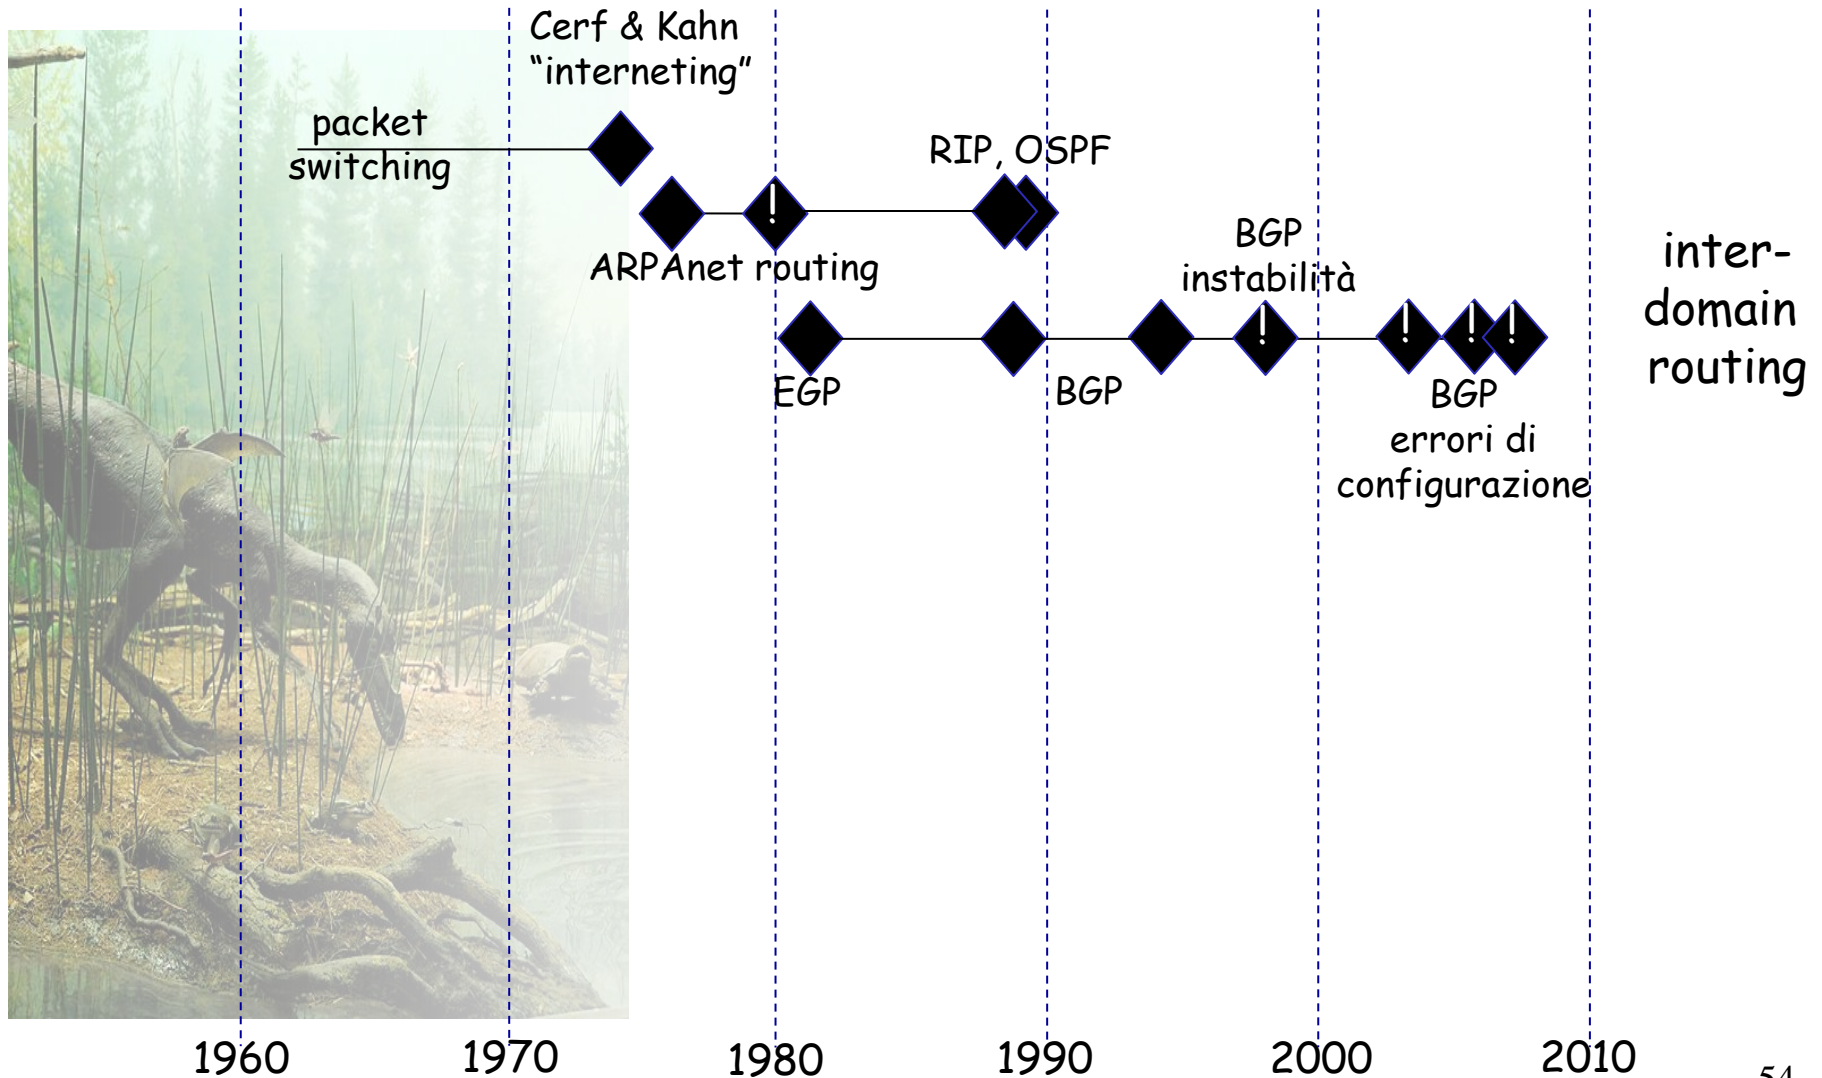 Cerf & Kahn
“interneting”
packet
switching
RIP, OSPF
!
ARPAnet routing
BGP
instabilità
inter-
domain
routing
! ! ! !
EGP
BGP
BGP
errori di
configurazione
1960 1970 1980 1990 2000 2010
54